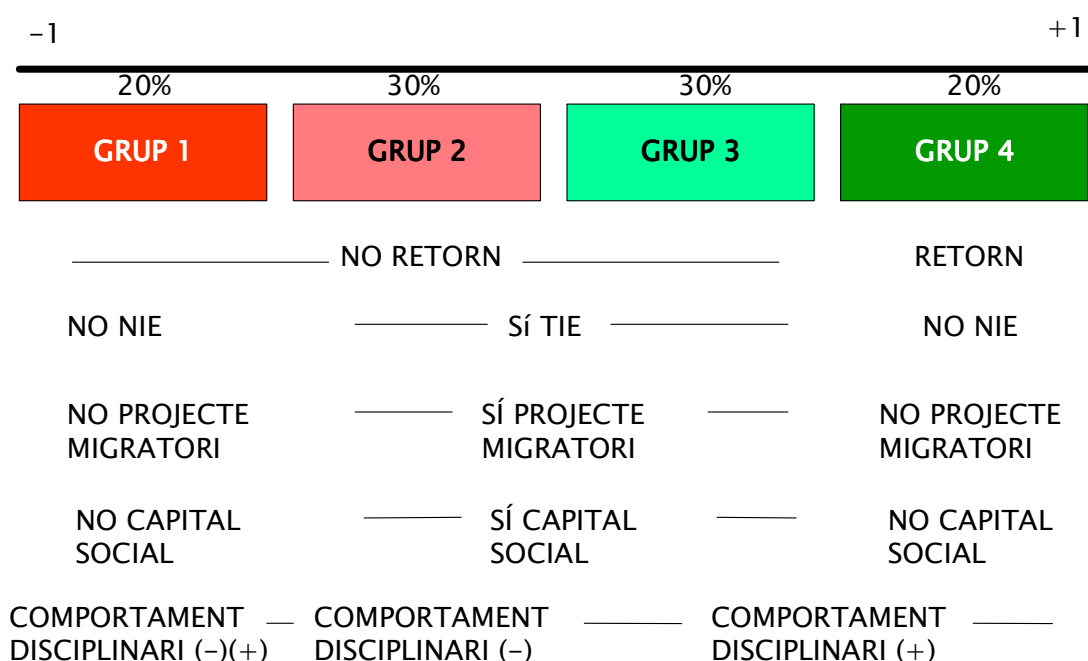 −1 +1
20% 30% 30% 20%
GRUP 1 GRUP 2 GRUP 3 GRUP 4
NO RETORN RETORN
NO NIE Sí TIE NO NIE
NO PROJECTE SÍ PROJECTE NO PROJECTE
MIGRATORI MIGRATORI MIGRATORI
NO CAPITAL SÍ CAPITAL NO CAPITAL
SOCIAL SOCIAL SOCIAL
COMPORTAMENT COMPORTAMENT COMPORTAMENT
DISCIPLINARI (−)(+) DISCIPLINARI (−) DISCIPLINARI (+)